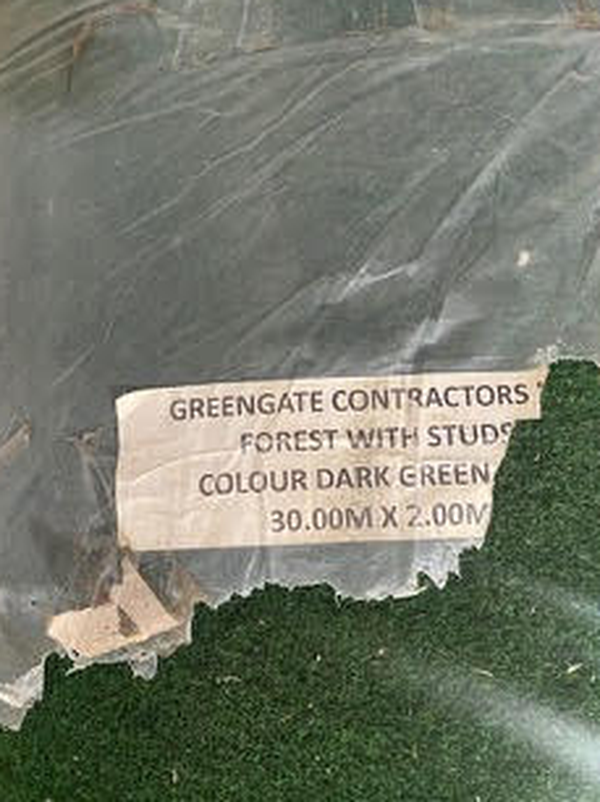 GREENGATE CONTRACTORS
FOREST WITH STUDS
COLOUR DARK GREEN
30.00M X 2.00M